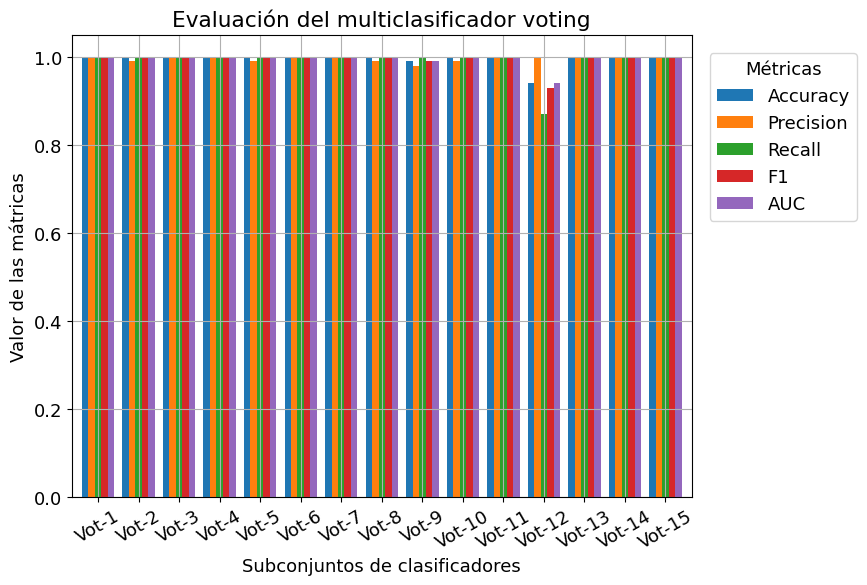 Evaluación del multiclasificador voting
Métricas
Accuracy
Precision
Recall
F1
AUC
Valor de las mátricas
1.0
0.8
0.6
0.4
0.2
0.0
Vot-1
Vot-2
Vot-3
Vot-4
Vot-5
Vot-6
Vot-7
Vot-8
Vot-9
Vot-10
Vot-11
Vot-12
Vot-13
Vot-14
Vot-15
Subconjuntos de clasificadores